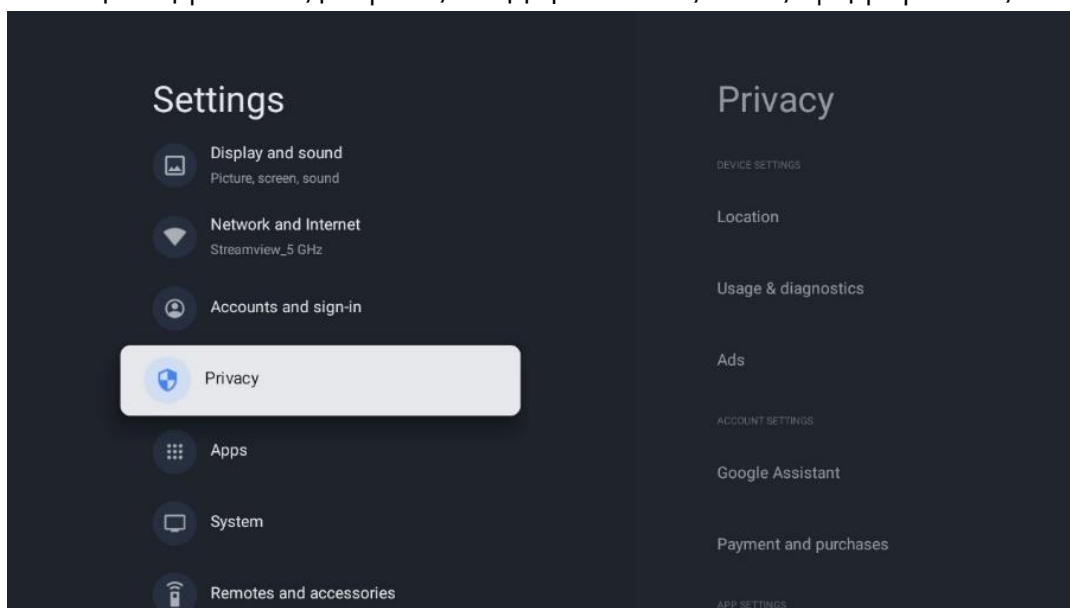 Settings
Display and sound
Picture, screen, sound
Network and Internet
Streamview_5 GHz
Accounts and sign-in
Privacy
Apps
System
Remotes and accessories
Privacy
DEVICE SETTINGS
Location
Usage & diagnostics
Ads
ACCOUNT SETTINGS
Google Assistant
Payment and purchases
APP SETTINGS